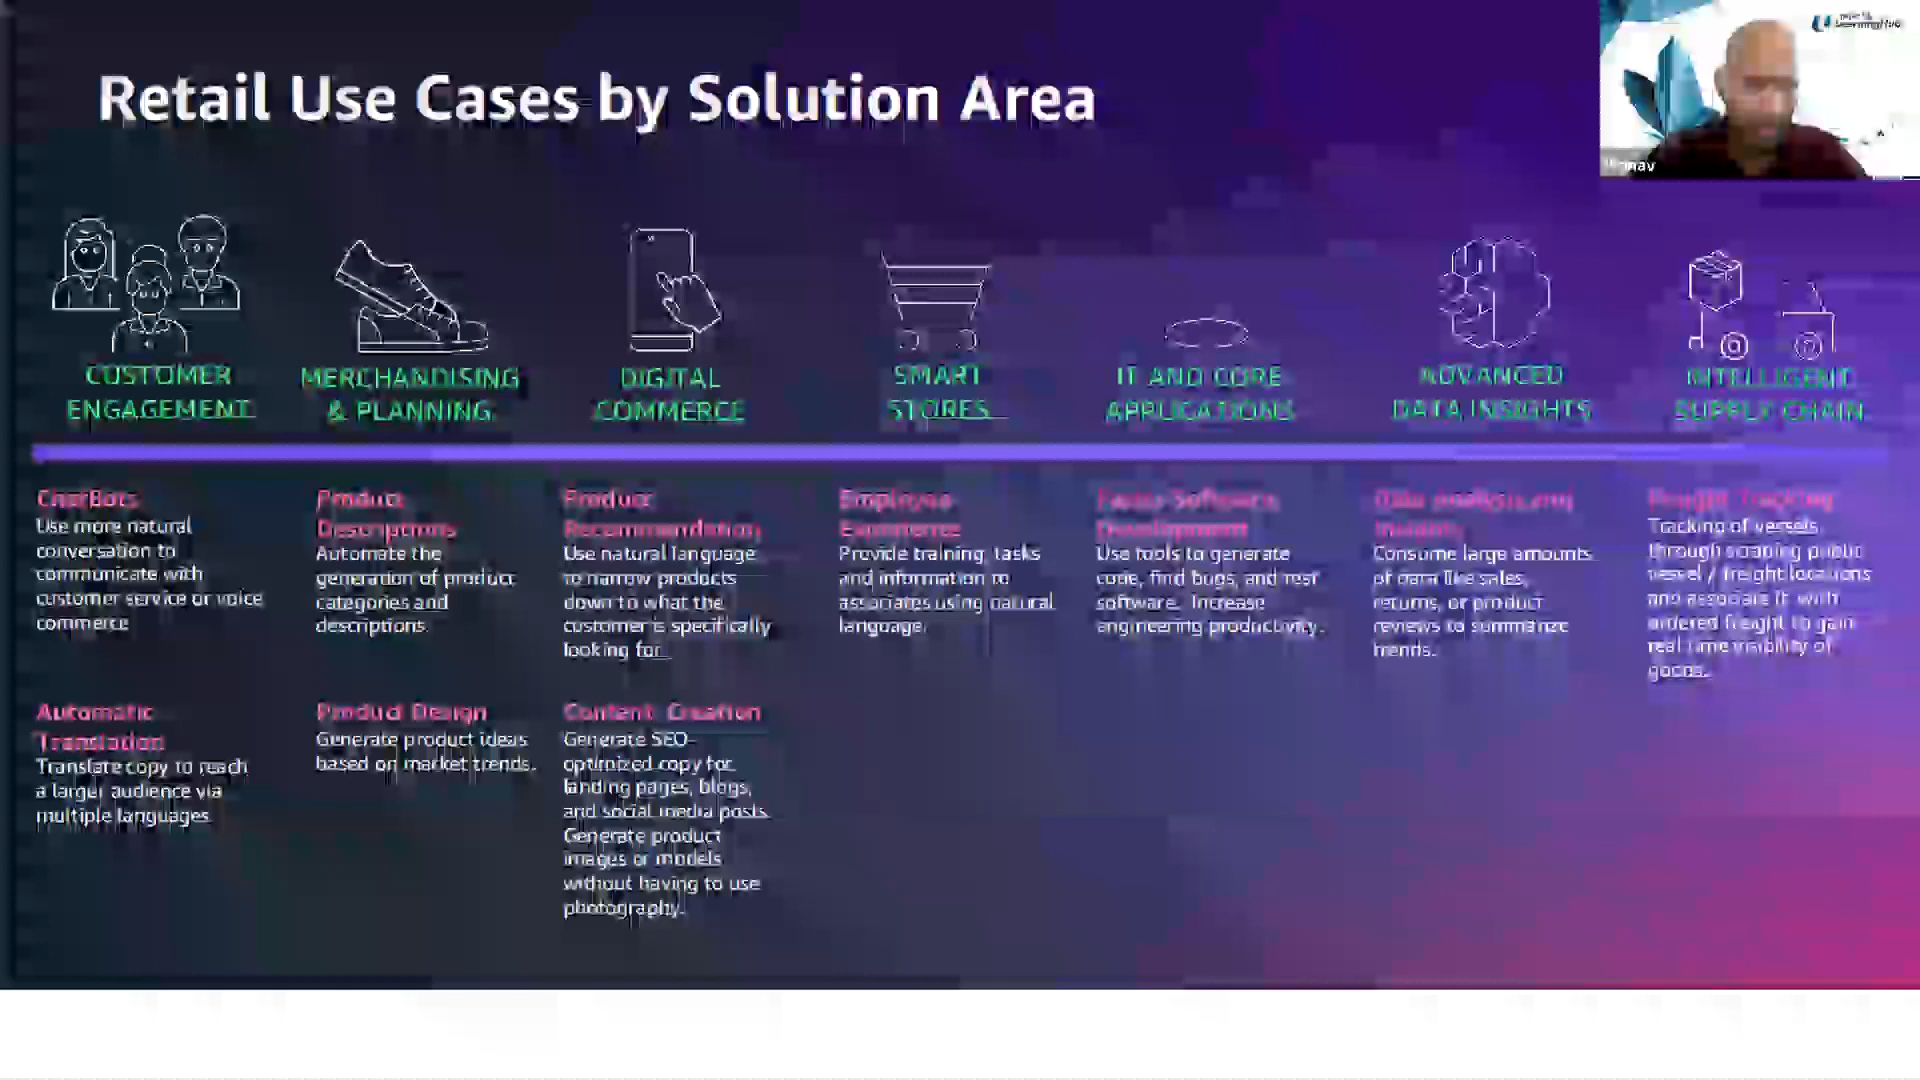 Retail Use Cases by Solution Area
LearningHub
CUSTOMER
ENGAGEMENT
MERCHANDISING
& PLANNING
DIGITAL
COMMERCE
SMART
STORES
IT AND CORE
APPLICATIONS
ADVANCED
DATA INSIGHTS
INTELLIGENT
SUPPLY CHAIN
ChatBots
Use more natural
conversation to
communicate with
customer service or voice
commerce
Automatic
Translation
Translate copy to reach
a larger audience via
multiple languages
Product
Descriptions
Automate the
generation of product
categories and
descriptions.
Product Design
Generate product ideas
based on market trends.
Product
Recommendation
Use natural language
to narrow products
down to what the
customer is specifically
looking for.
Content Creation
Generate SEO-
optimized copy for
landing pages, blogs,
and social media posts.
Generate product
images or models
without having to use
photography.
Employee
Experience
Provide training, tasks
and information to
associates using natural
language.
Faster Software
Development
Use tools to generate
code, find bugs, and test
software. Increase
engineering productivity.
Data Analysis and
Insights
Consume large amounts
of data like sales,
returns, or product
reviews to summarize
trends.
Freight Tracking
Tracking of vessels
through scraping public
vessel / freight locations
and associate it with
ordered freight to gain
real time visibility of
goods.